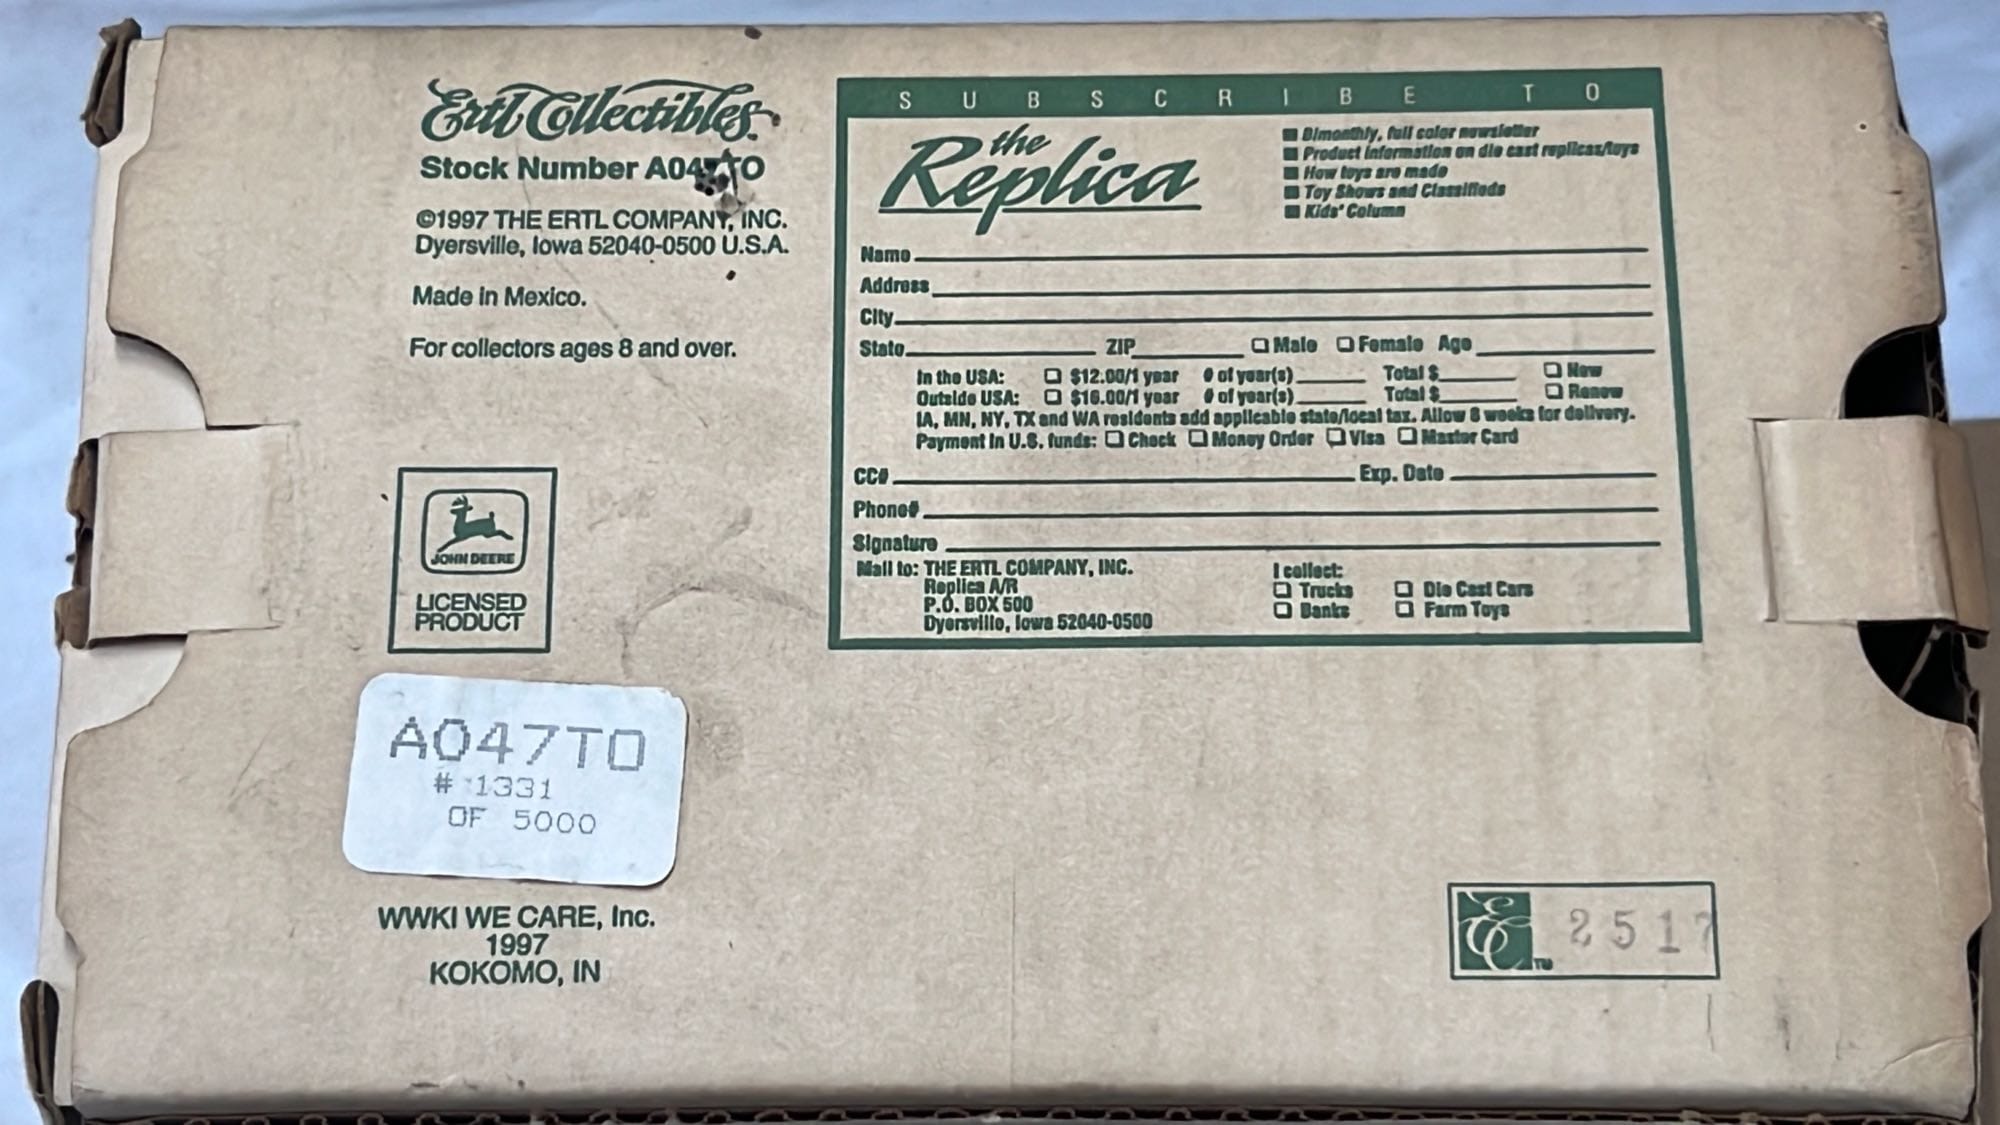 Ertl Collectibles
Stock Number A047TO
©1997 THE ERTL COMPANY, INC.
Dyersville, Iowa 52040-0500 U.S.A.
Made in Mexico.
For collectors ages 8 and over.
JOHN DEERE
LICENSED
PRODUCT
A047TO
# 1331
OF 5000
WWKI WE CARE, Inc.
1997
KOKOMO, IN
SUBSCRIBE TO
the
Replica
Bimonthly, full color newsletter
Product information on die cast replicas/toys
How toys are made
Toy Shows and Classifieds
Kids' Column
Name
Address
City
State ZIP Male Female Age
In the USA: $12.00/1 year # of year(s) Total $ New
Outside USA: $16.00/1 year # of year(s) Total $ Renew
IA, MN, NY, TX and WA residents add applicable state/local tax. Allow 8 weeks for delivery.
Payment in U.S. funds: Check Money Order Visa Master Card
CC# Exp. Date
Phone#
Signature
Mail to: THE ERTL COMPANY, INC.
Replica A/R
P.O. BOX 500
Dyersville, Iowa 52040-0500
I collect:
Trucks Die Cast Cars
Banks Farm Toys
EC TM 2517